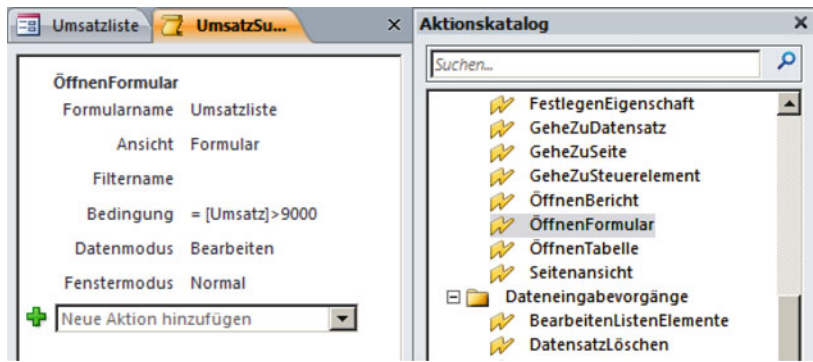 Umsatzliste UmsatzSu...
ÖffnenFormular
Formularname Umsatzliste
Ansicht Formular
Filtername
Bedingung = [Umsatz]>9000
Datenmodus Bearbeiten
Fenstermodus Normal
Neue Aktion hinzufügen
Aktionskatalog
Suchen...
FestlegenEigenschaft
GeheZuDatensatz
GeheZuSeite
GeheZuSteuerelement
ÖffnenBericht
ÖffnenFormular
ÖffnenTabelle
Seitenansicht
Dateneingabevorgänge
BearbeitenListenElemente
DatensatzLöschen